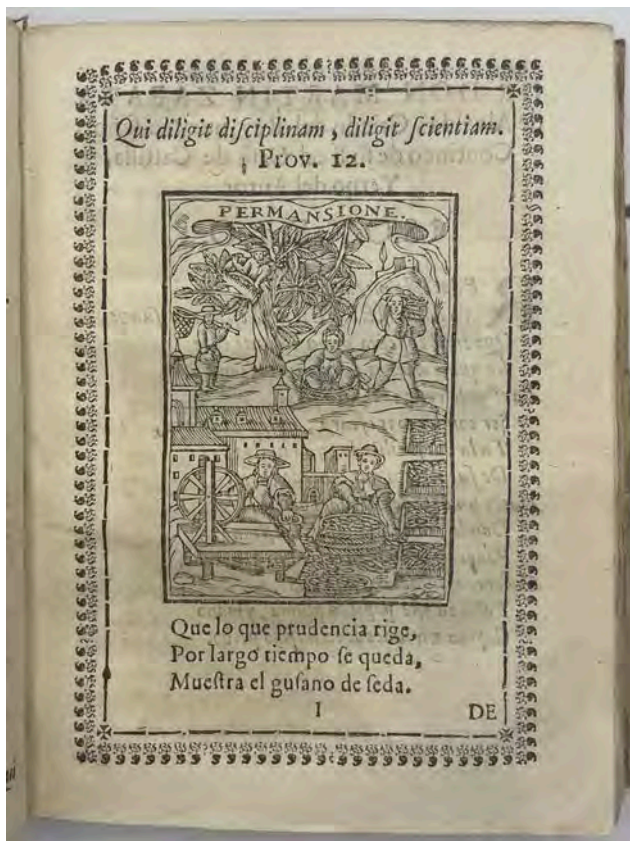 Qui diligit diſciplinam, diligit ſcientiam.
Prov. 12.
PERMANSIONE.
Que lo que prudencia rige,
Por largo tiempo ſe queda,
Mueſtra el guſano de ſeda.
I DE